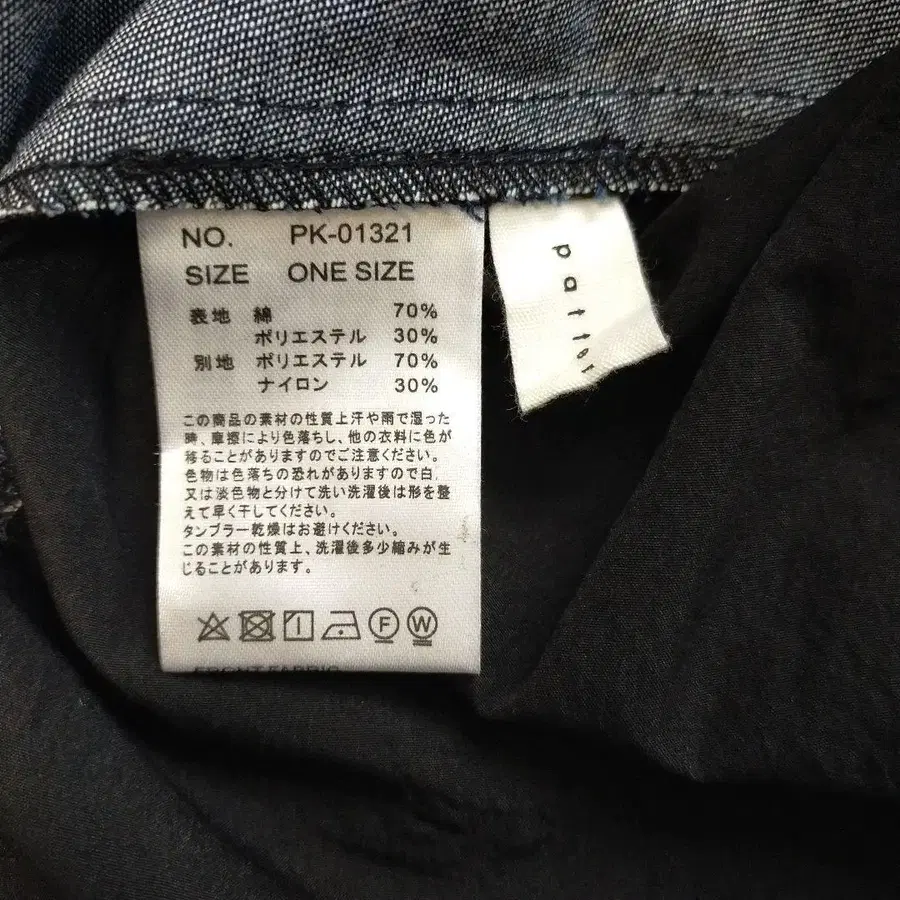 NO. PK-01321
SIZE ONE SIZE
表地 綿 70%
ポリエステル 30%
別地 ポリエステル 70%
ナイロン 30%
この商品の素材の性質上汗や雨で湿った
時、摩擦により色落ちし、他の衣料に色が
移ることがありますのでご注意ください。
色物は色落ちの恐れがありますので白、
又は淡色物と分けて洗い洗濯後は形を整
えて早く干してください。
タンブラー乾燥はお避けください。
この素材の性質上、洗濯後多少縮みが生
じることがあります。
F W
FRONT FABRIC